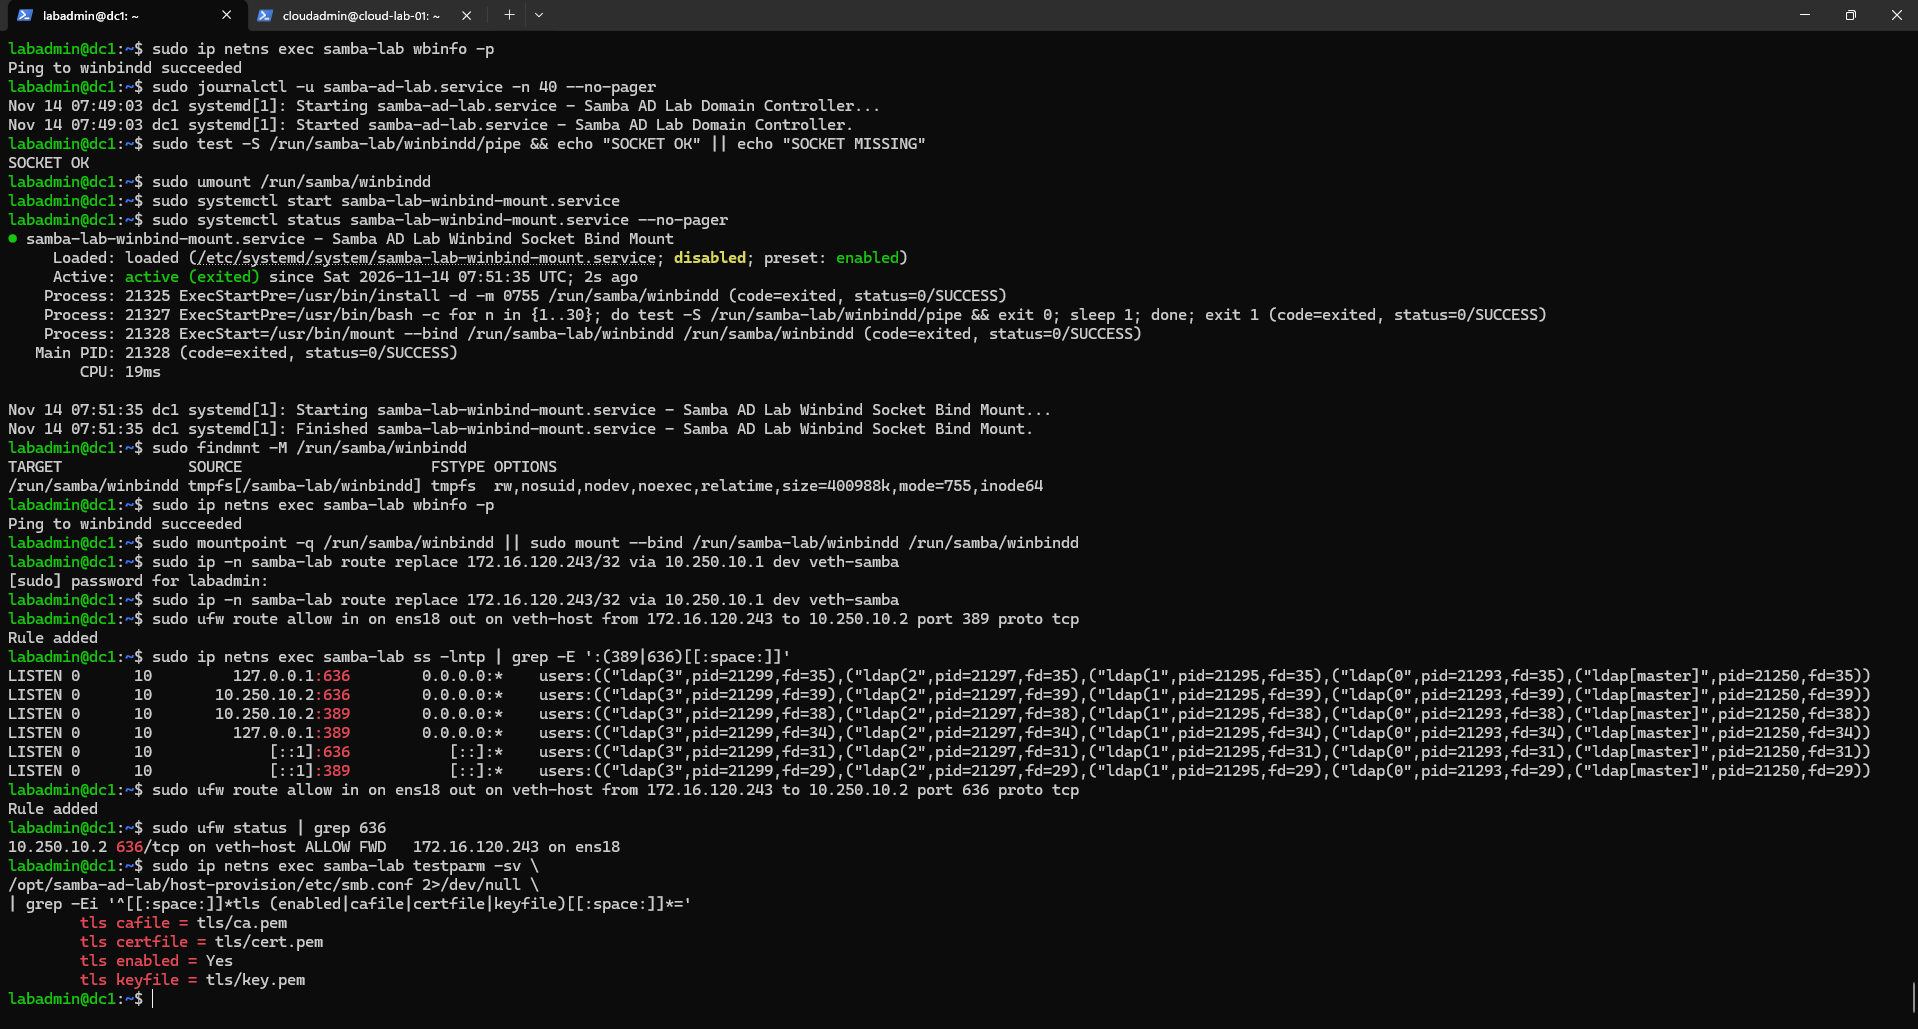 labadmin@dc1: ~
cloudadmin@cloud-lab-01: ~
labadmin@dc1:~$ sudo ip netns exec samba-lab wbinfo -p
Ping to winbindd succeeded
labadmin@dc1:~$ sudo journalctl -u samba-ad-lab.service -n 40 --no-pager
Nov 14 07:49:03 dc1 systemd[1]: Starting samba-ad-lab.service - Samba AD Lab Domain Controller...
Nov 14 07:49:03 dc1 systemd[1]: Started samba-ad-lab.service - Samba AD Lab Domain Controller.
labadmin@dc1:~$ sudo test -S /run/samba-lab/winbindd/pipe && echo "SOCKET OK" || echo "SOCKET MISSING"
SOCKET OK
labadmin@dc1:~$ sudo umount /run/samba/winbindd
labadmin@dc1:~$ sudo systemctl start samba-lab-winbind-mount.service
labadmin@dc1:~$ sudo systemctl status samba-lab-winbind-mount.service --no-pager
● samba-lab-winbind-mount.service - Samba AD Lab Winbind Socket Bind Mount
     Loaded: loaded (/etc/systemd/system/samba-lab-winbind-mount.service; disabled; preset: enabled)
     Active: active (exited) since Sat 2026-11-14 07:51:35 UTC; 2s ago
    Process: 21325 ExecStartPre=/usr/bin/install -d -m 0755 /run/samba/winbindd (code=exited, status=0/SUCCESS)
    Process: 21327 ExecStartPre=/usr/bin/bash -c for n in {1..30}; do test -S /run/samba-lab/winbindd/pipe && exit 0; sleep 1; done; exit 1 (code=exited, status=0/SUCCESS)
    Process: 21328 ExecStart=/usr/bin/mount --bind /run/samba-lab/winbindd /run/samba/winbindd (code=exited, status=0/SUCCESS)
   Main PID: 21328 (code=exited, status=0/SUCCESS)
        CPU: 19ms
Nov 14 07:51:35 dc1 systemd[1]: Starting samba-lab-winbind-mount.service - Samba AD Lab Winbind Socket Bind Mount...
Nov 14 07:51:35 dc1 systemd[1]: Finished samba-lab-winbind-mount.service - Samba AD Lab Winbind Socket Bind Mount.
labadmin@dc1:~$ sudo findmnt -M /run/samba/winbindd
TARGET              SOURCE                     FSTYPE OPTIONS
/run/samba/winbindd tmpfs[/samba-lab/winbindd] tmpfs  rw,nosuid,nodev,noexec,relatime,size=400988k,mode=755,inode64
labadmin@dc1:~$ sudo ip netns exec samba-lab wbinfo -p
Ping to winbindd succeeded
labadmin@dc1:~$ sudo mountpoint -q /run/samba/winbindd || sudo mount --bind /run/samba-lab/winbindd /run/samba/winbindd
labadmin@dc1:~$ sudo ip -n samba-lab route replace 172.16.120.243/32 via 10.250.10.1 dev veth-samba
[sudo] password for labadmin:
labadmin@dc1:~$ sudo ip -n samba-lab route replace 172.16.120.243/32 via 10.250.10.1 dev veth-samba
labadmin@dc1:~$ sudo ufw route allow in on ens18 out on veth-host from 172.16.120.243 to 10.250.10.2 port 389 proto tcp
Rule added
labadmin@dc1:~$ sudo ip netns exec samba-lab ss -lntp | grep -E ':(389|636)[[:space:]]'
LISTEN 0      10         127.0.0.1:636        0.0.0.0:*    users:(("ldap(3",pid=21299,fd=35),("ldap(2",pid=21297,fd=35),("ldap(1",pid=21295,fd=35),("ldap(0",pid=21293,fd=35),("ldap[master]",pid=21250,fd=35))
LISTEN 0      10       10.250.10.2:636        0.0.0.0:*    users:(("ldap(3",pid=21299,fd=39),("ldap(2",pid=21297,fd=39),("ldap(1",pid=21295,fd=39),("ldap(0",pid=21293,fd=39),("ldap[master]",pid=21250,fd=39))
LISTEN 0      10       10.250.10.2:389        0.0.0.0:*    users:(("ldap(3",pid=21299,fd=38),("ldap(2",pid=21297,fd=38),("ldap(1",pid=21295,fd=38),("ldap(0",pid=21293,fd=38),("ldap[master]",pid=21250,fd=38))
LISTEN 0      10         127.0.0.1:389        0.0.0.0:*    users:(("ldap(3",pid=21299,fd=34),("ldap(2",pid=21297,fd=34),("ldap(1",pid=21295,fd=34),("ldap(0",pid=21293,fd=34),("ldap[master]",pid=21250,fd=34))
LISTEN 0      10             [::1]:636           [::]:*    users:(("ldap(3",pid=21299,fd=31),("ldap(2",pid=21297,fd=31),("ldap(1",pid=21295,fd=31),("ldap(0",pid=21293,fd=31),("ldap[master]",pid=21250,fd=31))
LISTEN 0      10             [::1]:389           [::]:*    users:(("ldap(3",pid=21299,fd=29),("ldap(2",pid=21297,fd=29),("ldap(1",pid=21295,fd=29),("ldap(0",pid=21293,fd=29),("ldap[master]",pid=21250,fd=29))
labadmin@dc1:~$ sudo ufw route allow in on ens18 out on veth-host from 172.16.120.243 to 10.250.10.2 port 636 proto tcp
Rule added
labadmin@dc1:~$ sudo ufw status | grep 636
10.250.10.2 636/tcp on veth-host ALLOW FWD   172.16.120.243 on ens18
labadmin@dc1:~$ sudo ip netns exec samba-lab testparm -sv \
/opt/samba-ad-lab/host-provision/etc/smb.conf 2>/dev/null \
| grep -Ei '^[[:space:]]*tls (enabled|cafile|certfile|keyfile)[[:space:]]*='
        tls cafile = tls/ca.pem
        tls certfile = tls/cert.pem
        tls enabled = Yes
        tls keyfile = tls/key.pem
labadmin@dc1:~$